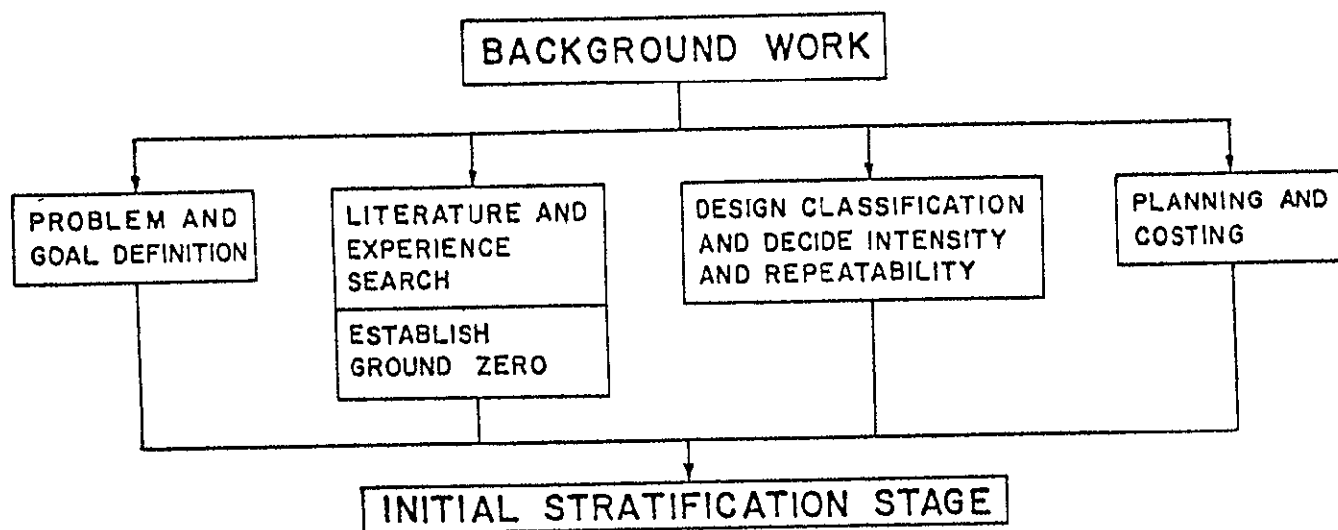 BACKGROUND WORK
PROBLEM AND
GOAL DEFINITION
LITERATURE AND
EXPERIENCE
SEARCH
ESTABLISH
GROUND ZERO
DESIGN CLASSIFICATION
AND DECIDE INTENSITY
AND REPEATABILITY
PLANNING AND
COSTING
INITIAL STRATIFICATION STAGE